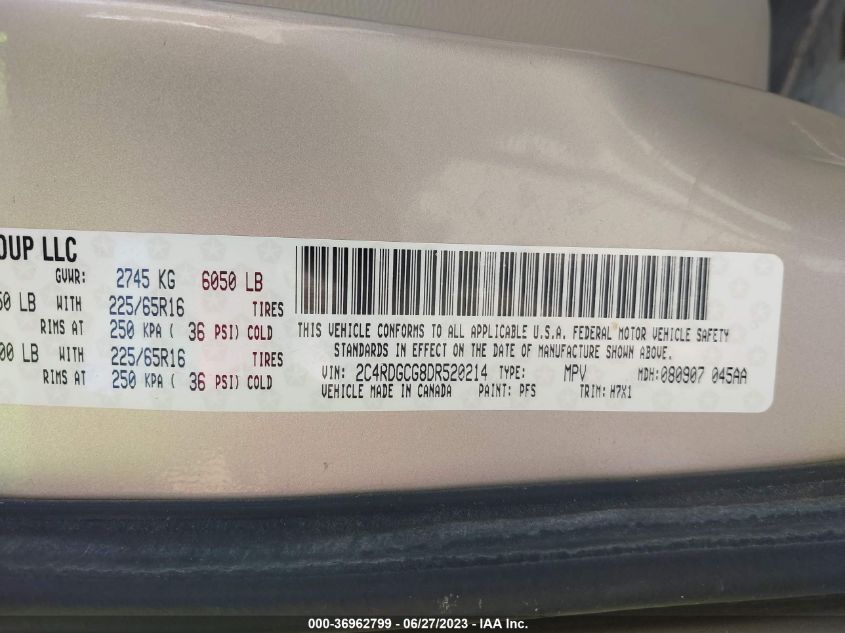 OUP LLC
GVWR: 2745 KG 6050 LB
50 LB WITH 225/65R16 TIRES
RIMS AT 250 KPA ( 36 PSI) COLD
00 LB WITH 225/65R16 TIRES
RIMS AT 250 KPA ( 36 PSI) COLD
THIS VEHICLE CONFORMS TO ALL APPLICABLE U.S.A. FEDERAL MOTOR VEHICLE SAFETY
STANDARDS IN EFFECT ON THE DATE OF MANUFACTURE SHOWN ABOVE.
VIN: 2C4RDGCG8DR520214 TYPE: MPV MDH: 080907 045AA
VEHICLE MADE IN CANADA PAINT: PFS TRIM: H7X1
000-36962799 - 06/27/2023 - IAA Inc.